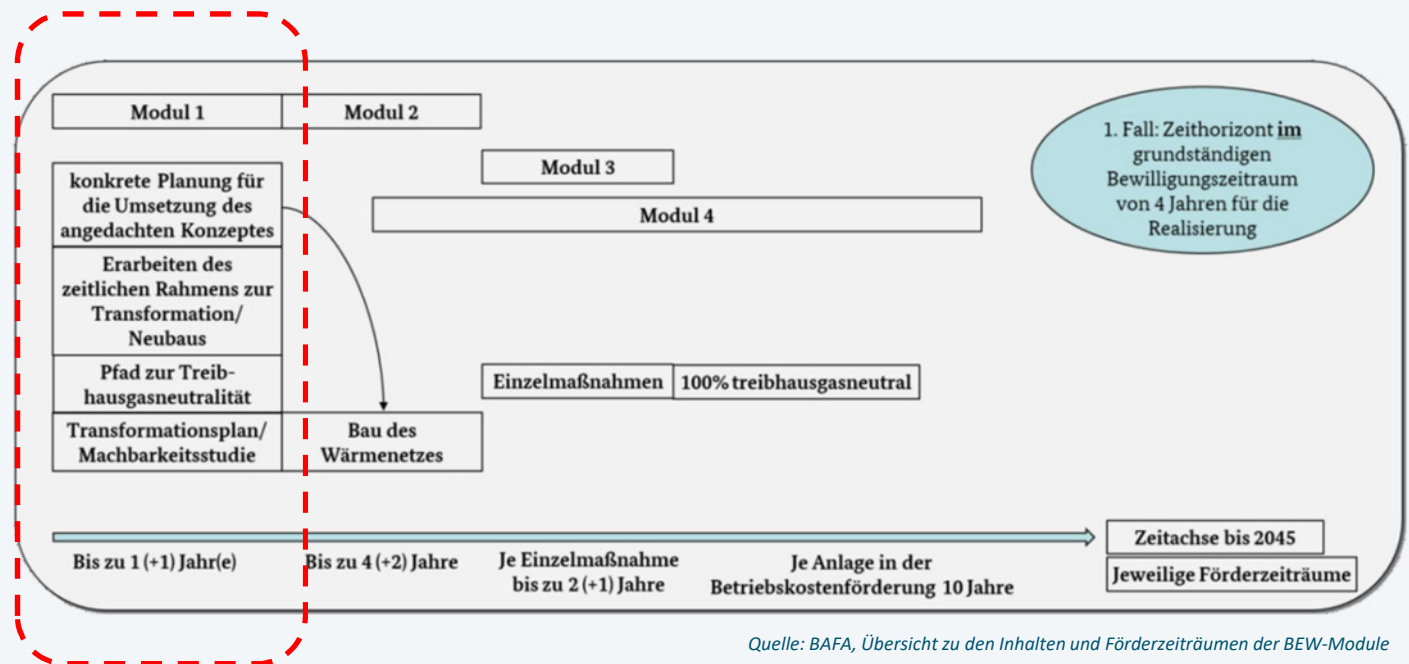 Modul 1
Modul 2
1. Fall: Zeithorizont im
grundständigen
Bewilligungszeitraum
von 4 Jahren für die
Realisierung
Modul 3
konkrete Planung für
die Umsetzung des
angedachten Konzeptes
Modul 4
Erarbeiten des
zeitlichen Rahmens zur
Transformation/
Neubaus
Pfad zur Treib-
hausgasneutralität
Einzelmaßnahmen
100% treibhausgasneutral
Transformationsplan/
Machbarkeitsstudie
Bau des
Wärmenetzes
Bis zu 1 (+1) Jahr(e)
Bis zu 4 (+2) Jahre
Je Einzelmaßnahme
bis zu 2 (+1) Jahre
Je Anlage in der
Betriebskostenförderung 10 Jahre
Zeitachse bis 2045
Jeweilige Förderzeiträume
Quelle: BAFA, Übersicht zu den Inhalten und Förderzeiträumen der BEW-Module